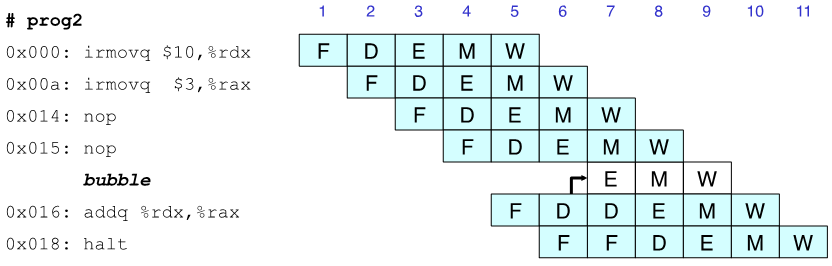 1 2 3 4 5 6 7 8 9 10 11
# prog2
0x000: irmovq $10,%rdx F D E M W
0x00a: irmovq  $3,%rax F D E M W
0x014: nop F D E M W
0x015: nop F D E M W
bubble E M W
0x016: addq %rdx,%rax F D D E M W
0x018: halt F F D E M W